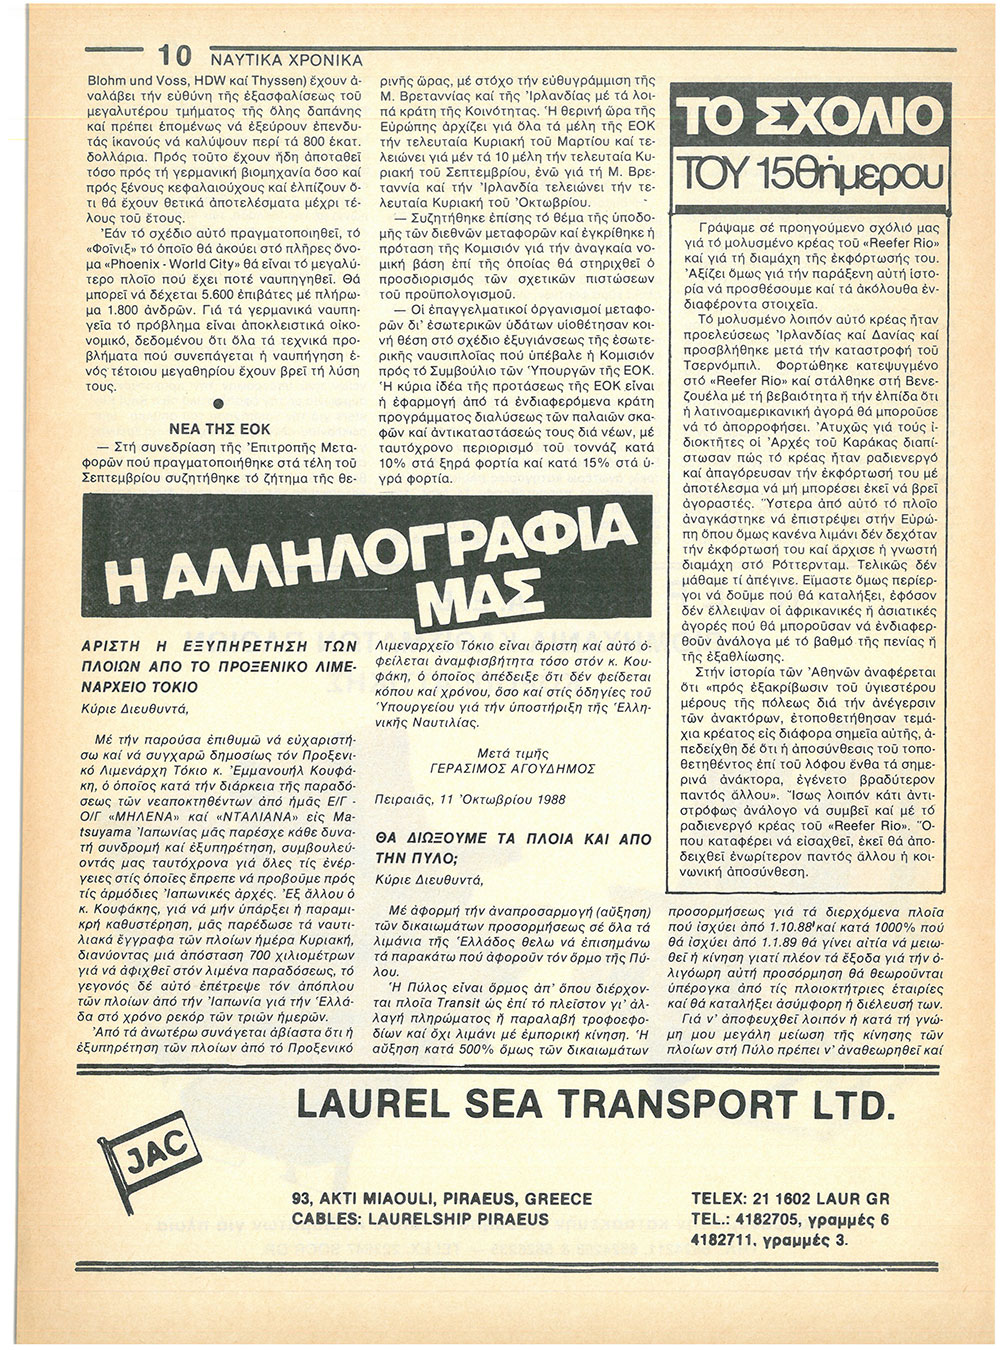 10 ΝΑΥΤΙΚΑ ΧΡΟΝΙΚΑ
Blohm und Voss, HDW καί Thyssen) ἔχουν ἀ-
ναλάβει τήν εὐθύνη τῆς ἐξασφαλίσεως τοῦ
μεγαλυτέρου τμήματος τῆς ὅλης δαπάνης
καί πρέπει ἑπομένως νά ἐξεύρουν ἐπενδυ-
τάς ἱκανούς νά καλύψουν περί τά 800 ἑκατ.
δολλάρια. Πρός τοῦτο ἔχουν ἤδη ἀποταθεῖ
τόσο πρός τή γερμανική βιομηχανία ὅσο καί
πρός ξένους κεφαλαιούχους καί ἐλπίζουν ὅ-
τι θά ἔχουν θετικά ἀποτελέσματα μέχρι τέ-
λους τοῦ ἔτους.
Ἐάν τό σχέδιο αὐτό πραγματοποιηθεῖ, τό
«Φοῖνιξ» τό ὁποῖο θά ἀκούει στό πλῆρες ὄνο-
μα «Phoenix - World City» θά εἶναι τό μεγαλύ-
τερο πλοῖο πού ἔχει ποτέ ναυπηγηθεῖ. Θά
μπορεῖ νά δέχεται 5.600 ἐπιβάτες μέ πλήρω-
μα 1.800 ἀνδρῶν. Γιά τά γερμανικά ναυπη-
γεῖα τό πρόβλημα εἶναι ἀποκλειστικά οἰκο-
νομικό, δεδομένου ὅτι ὅλα τά τεχνικά προ-
βλήματα πού συνεπάγεται ἡ ναυπήγηση ἑ-
νός τέτοιου μεγαθηρίου ἔχουν βρεῖ τή λύση
τους.
●
ΝΕΑ ΤΗΣ ΕΟΚ
— Στή συνεδρίαση τῆς Ἐπιτροπῆς Μετα-
φορῶν πού πραγματοποιήθηκε στά τέλη τοῦ
Σεπτεμβρίου συζητήθηκε τό ζήτημα τῆς θε-
ρινῆς ὥρας, μέ στόχο τήν εὐθυγράμμιση τῆς
Μ. Βρεταννίας καί τῆς Ἰρλανδίας μέ τά λοι-
πά κράτη τῆς Κοινότητας. Ἡ θερινή ὥρα τῆς
Εὐρώπης ἀρχίζει γιά ὅλα τά μέλη τῆς ΕΟΚ
τήν τελευταία Κυριακή τοῦ Μαρτίου καί τε-
λειώνει γιά μέν τά 10 μέλη τήν τελευταία Κυ-
ριακή τοῦ Σεπτεμβρίου, ἐνῶ γιά τή Μ. Βρε-
ταννία καί τήν Ἰρλανδία τελειώνει τήν τε-
λευταία Κυριακή τοῦ Ὀκτωβρίου.
— Συζητήθηκε ἐπίσης τό θέμα τῆς ὑποδο-
μῆς τῶν διεθνῶν μεταφορῶν καί ἐγκρίθηκε ἡ
πρόταση τῆς Κομισιόν γιά τήν ἀναγκαία νο-
μική βάση ἐπί τῆς ὁποίας θά στηριχθεῖ ὁ
προσδιορισμός τῶν σχετικῶν πιστώσεων
τοῦ προϋπολογισμοῦ.
— Οἱ ἐπαγγελματικοί ὀργανισμοί μεταφο-
ρῶν δι' ἐσωτερικῶν ὑδάτων υἱοθέτησαν κοι-
νή θέση στό σχέδιο ἐξυγιάνσεως τῆς ἐσωτε-
ρικῆς ναυσιπλοΐας πού ὑπέβαλε ἡ Κομισιόν
πρός τό Συμβούλιο τῶν Ὑπουργῶν τῆς ΕΟΚ.
Ἡ κύρια ἰδέα τῆς προτάσεως τῆς ΕΟΚ εἶναι
ἡ ἐφαρμογή ἀπό τά ἐνδιαφερόμενα κράτη
προγράμματος διαλύσεως τῶν παλαιῶν σκα-
φῶν καί ἀντικαταστάσεώς τους διά νέων, μέ
ταυτόχρονο περιορισμό τοῦ τοννάζ κατά
10% στά ξηρά φορτία καί κατά 15% στά ὑ-
γρά φορτία.
ΤΟ ΣΧΟΛΙΟ
ΤΟΥ 15θήμερου
Γράψαμε σέ προηγούμενο σχόλιό μας
γιά τό μολυσμένο κρέας τοῦ «Reefer Rio»
καί γιά τή διαμάχη τῆς ἐκφόρτωσής του.
Ἀξίζει ὅμως γιά τήν παράξενη αὐτή ἱστο-
ρία νά προσθέσουμε καί τά ἀκόλουθα ἐν-
διαφέροντα στοιχεῖα.
Τό μολυσμένο λοιπόν αὐτό κρέας ἦταν
προελεύσεως Ἰρλανδίας καί Δανίας καί
προσβλήθηκε μετά τήν καταστροφή τοῦ
Τσερνόμπιλ. Φορτώθηκε κατεψυγμένο
στό «Reefer Rio» καί στάλθηκε στή Βενε-
ζουέλα μέ τή βεβαιότητα ἤ τήν ἐλπίδα ὅτι
ἡ λατινοαμερικανική ἀγορά θά μποροῦσε
νά τό ἀπορροφήσει. Ἀτυχῶς γιά τούς ἰ-
διοκτῆτες οἱ Ἀρχές τοῦ Καράκας διαπί-
στωσαν πώς τό κρέας ἦταν ραδιενεργό
καί ἀπαγόρευσαν τήν ἐκφόρτωσή του μέ
ἀποτέλεσμα νά μή μπορέσει ἐκεῖ νά βρεῖ
ἀγοραστές. Ὕστερα ἀπό αὐτό τό πλοῖο
ἀναγκάστηκε νά ἐπιστρέψει στήν Εὐρώ-
πη ὅπου ὅμως κανένα λιμάνι δέν δεχόταν
τήν ἐκφόρτωσή του καί ἄρχισε ἡ γνωστή
διαμάχη στό Ρόττερνταμ. Τελικῶς δέν
μάθαμε τί ἀπέγινε. Εἴμαστε ὅμως περίερ-
γοι νά δοῦμε πού θά καταλήξει, ἐφόσον
δέν ἔλλειψαν οἱ ἀφρικανικές ἤ ἀσιατικές
ἀγορές πού θά μποροῦσαν νά ἐνδιαφερ-
θοῦν ἀνάλογα μέ τό βαθμό τῆς πενίας ἤ
τῆς ἐξαθλίωσης.
Στήν ἱστορία τῶν Ἀθηνῶν ἀναφέρεται
ὅτι «πρός ἐξακρίβωσιν τοῦ ὑγιεστέρου
μέρους τῆς πόλεως διά τήν ἀνέγερσιν
τῶν ἀνακτόρων, ἐτοποθετήθησαν τεμά-
χια κρέατος εἰς διάφορα σημεῖα αὐτῆς, ἀ-
πεδείχθη δέ ὅτι ἡ ἀποσύνθεσις τοῦ τοπο-
θετηθέντος ἐπί τοῦ λόφου ἔνθα τά σημε-
ρινά ἀνάκτορα, ἐγένετο βραδύτερον
παντός ἄλλου». Ἴσως λοιπόν κάτι ἀντι-
στρόφως ἀνάλογο νά συμβεῖ καί μέ τό
ραδιενεργό κρέας τοῦ «Reefer Rio». Ὅ-
που καταφέρει νά εἰσαχθεῖ, ἐκεῖ θά ἀπο-
δειχθεῖ ἐνωρίτερον παντός ἄλλου ἡ κοι-
νωνική ἀποσύνθεση.
Η ΑΛΛΗΛΟΓΡΑΦΙΑ
ΜΑΣ
ΑΡΙΣΤΗ Η ΕΞΥΠΗΡΕΤΗΣΗ ΤΩΝ
ΠΛΟΙΩΝ ΑΠΟ ΤΟ ΠΡΟΞΕΝΙΚΟ ΛΙΜΕ-
ΝΑΡΧΕΙΟ ΤΟΚΙΟ
Κύριε Διευθυντά,
Μέ τήν παρούσα ἐπιθυμῶ νά εὐχαριστή-
σω καί νά συγχαρῶ δημοσίως τόν Προξενι-
κό Λιμενάρχη Τόκιο κ. Ἐμμανουήλ Κουφά-
κη, ὁ ὁποῖος κατά τήν διάρκεια τῆς παραδό-
σεως τῶν νεαποκτηθέντων ἀπό ἡμᾶς Ε/Γ -
Ο/Γ «ΜΗΛΕΝΑ» καί «ΝΤΑΛΙΑΝΑ» εἰς Ma-
tsuyama Ἰαπωνίας μᾶς παρέσχε κάθε δυνα-
τή συνδρομή καί ἐξυπηρέτηση, συμβουλεύ-
οντάς μας ταυτόχρονα γιά ὅλες τίς ἐνέρ-
γειες στίς ὁποῖες ἔπρεπε νά προβοῦμε πρός
τίς ἁρμόδιες Ἰαπωνικές ἀρχές. Ἐξ ἄλλου ὁ
κ. Κουφάκης, γιά νά μήν ὑπάρξει ἡ παραμι-
κρή καθυστέρηση, μᾶς παρέδωσε τά ναυτι-
λιακά ἔγγραφα τῶν πλοίων ἡμέρα Κυριακή,
διανύοντας μιά ἀπόσταση 700 χιλιομέτρων
γιά νά ἀφιχθεῖ στόν λιμένα παραδόσεως, τό
γεγονός δέ αὐτό ἐπέτρεψε τόν ἀπόπλου
τῶν πλοίων ἀπό τήν Ἰαπωνία γιά τήν Ἑλλά-
δα στό χρόνο ρεκόρ τῶν τριῶν ἡμερῶν.
Ἀπό τά ἀνωτέρω συνάγεται ἀβίαστα ὅτι ἡ
ἐξυπηρέτηση τῶν πλοίων ἀπό τό Προξενικό
Λιμεναρχεῖο Τόκιο εἶναι ἄριστη καί αὐτό ὀ-
φείλεται ἀναμφισβήτητα τόσο στόν κ. Κου-
φάκη, ὁ ὁποῖος ἀπέδειξε ὅτι δέν φείδεται
κόπου καί χρόνου, ὅσο καί στίς ὁδηγίες τοῦ
Ὑπουργείου γιά τήν ὑποστήριξη τῆς Ἑλλη-
νικῆς Ναυτιλίας.
Μετά τιμῆς
ΓΕΡΑΣΙΜΟΣ ΑΓΟΥΔΗΜΟΣ
Πειραιᾶς, 11 Ὀκτωβρίου 1988
ΘΑ ΔΙΩΞΟΥΜΕ ΤΑ ΠΛΟΙΑ ΚΑΙ ΑΠΟ
ΤΗΝ ΠΥΛΟ;
Κύριε Διευθυντά,
Μέ ἀφορμή τήν ἀναπροσαρμογή (αὔξηση)
τῶν δικαιωμάτων προσορμήσεως σέ ὅλα τά
λιμάνια τῆς Ἑλλάδος θελω νά ἐπισημάνω
τά παρακάτω πού ἀφοροῦν τόν ὅρμο τῆς Πύ-
λου.
Ἡ Πύλος εἶναι ὅρμος ἀπ' ὅπου διέρχον-
ται πλοῖα Transit ὡς ἐπί τό πλεῖστον γι' ἀλ-
λαγή πληρώματος ἤ παραλαβή τροφοεφο-
δίων καί ὄχι λιμάνι μέ ἐμπορική κίνηση. Ἡ
αὔξηση κατά 500% ὅμως τῶν δικαιωμάτων
προσορμήσεως γιά τά διερχόμενα πλοῖα
πού ἰσχύει ἀπό 1.10.88 καί κατά 1000% πού
θά ἰσχύει ἀπό 1.1.89 θά γίνει αἰτία νά μειω-
θεῖ ἡ κίνηση γιατί πλέον τά ἔξοδα γιά τήν ὀ-
λιγόωρη αὐτή προσόρμηση θά θεωροῦνται
ὑπέρογκα ἀπό τίς πλοιοκτήτριες ἑταιρίες
καί θά καταλήξει ἀσύμφορη ἡ διέλευσή των.
Γιά ν' ἀποφευχθεῖ λοιπόν ἡ κατά τή γνώ-
μη μου μεγάλη μείωση τῆς κίνησης τῶν
πλοίων στή Πύλο πρέπει ν' ἀναθεωρηθεῖ καί
JAC
LAUREL SEA TRANSPORT LTD.
93, AKTI MIAOULI, PIRAEUS, GREECE
CABLES: LAURELSHIP PIRAEUS
TELEX: 21 1602 LAUR GR
TEL.: 4182705, γραμμές 6
4182711, γραμμές 3.